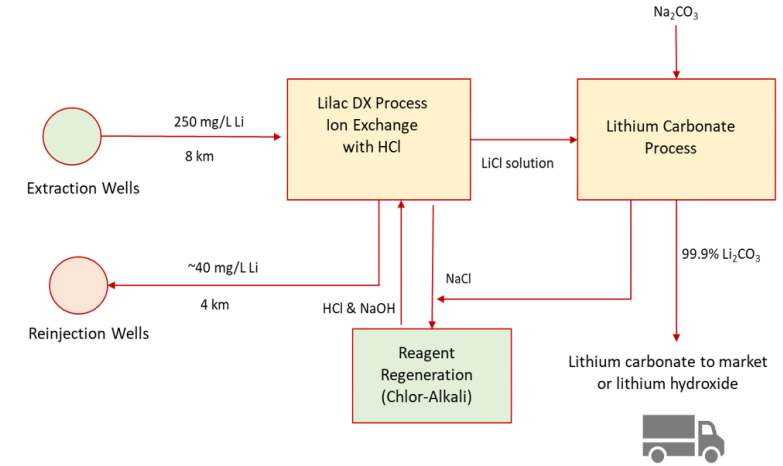 Na₂CO₃
Lilac DX Process
Ion Exchange
with HCl
250 mg/L Li
8 km
Extraction Wells
Lithium Carbonate
Process
LiCl solution
~40 mg/L Li
4 km
Reinjection Wells
HCl & NaOH
NaCl
99.9% Li₂CO₃
Reagent
Regeneration
(Chlor-Alkali)
Lithium carbonate to market
or lithium hydroxide